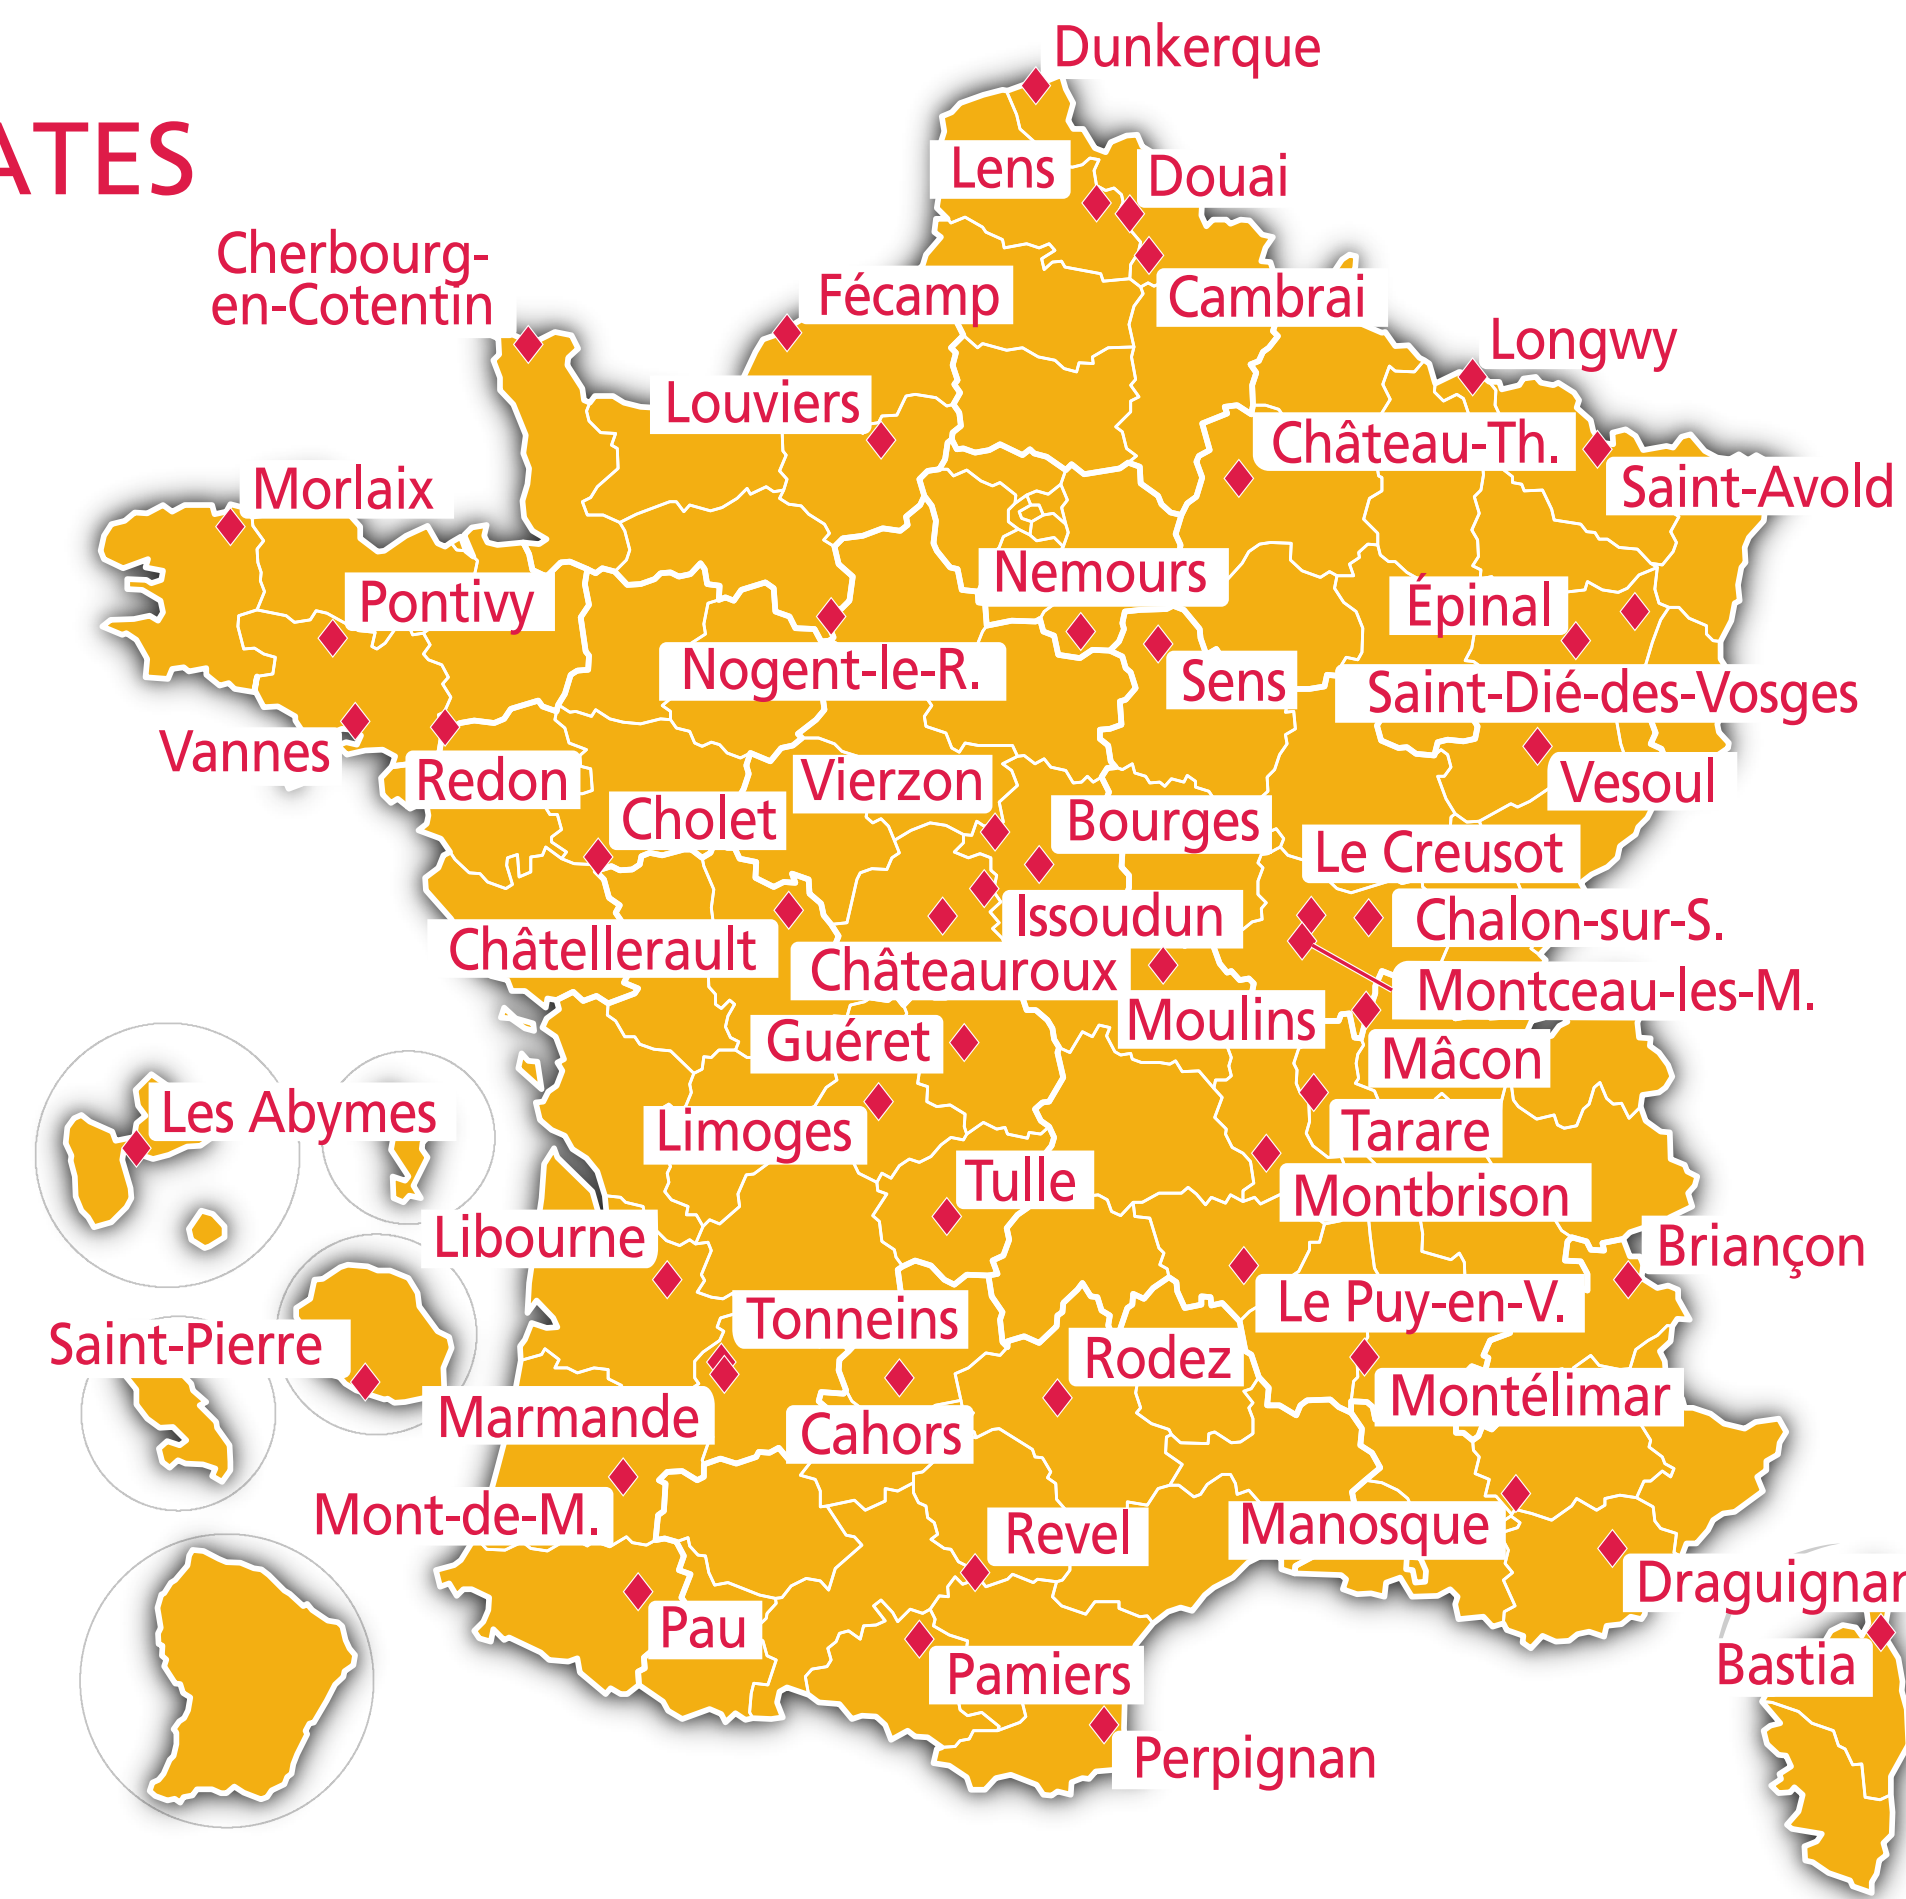 Dunkerque
ATES
Lens
Douai
Cherbourg-
en-Cotentin
Fécamp
Cambrai
Longwy
Louviers
Château-Th.
Saint-Avold
Morlaix
Nemours
Épinal
Pontivy
Nogent-le-R.
Sens
Saint-Dié-des-Vosges
Vannes
Redon
Vierzon
Vesoul
Cholet
Bourges
Le Creusot
Issoudun
Chalon-sur-S.
Châtellerault
Châteauroux
Montceau-les-M.
Moulins
Guéret
Mâcon
Les Abymes
Limoges
Tarare
Tulle
Montbrison
Libourne
Briançon
Le Puy-en-V.
Tonneins
Saint-Pierre
Rodez
Montélimar
Marmande
Cahors
Mont-de-M.
Revel
Manosque
Draguignan
Pau
Bastia
Pamiers
Perpignan